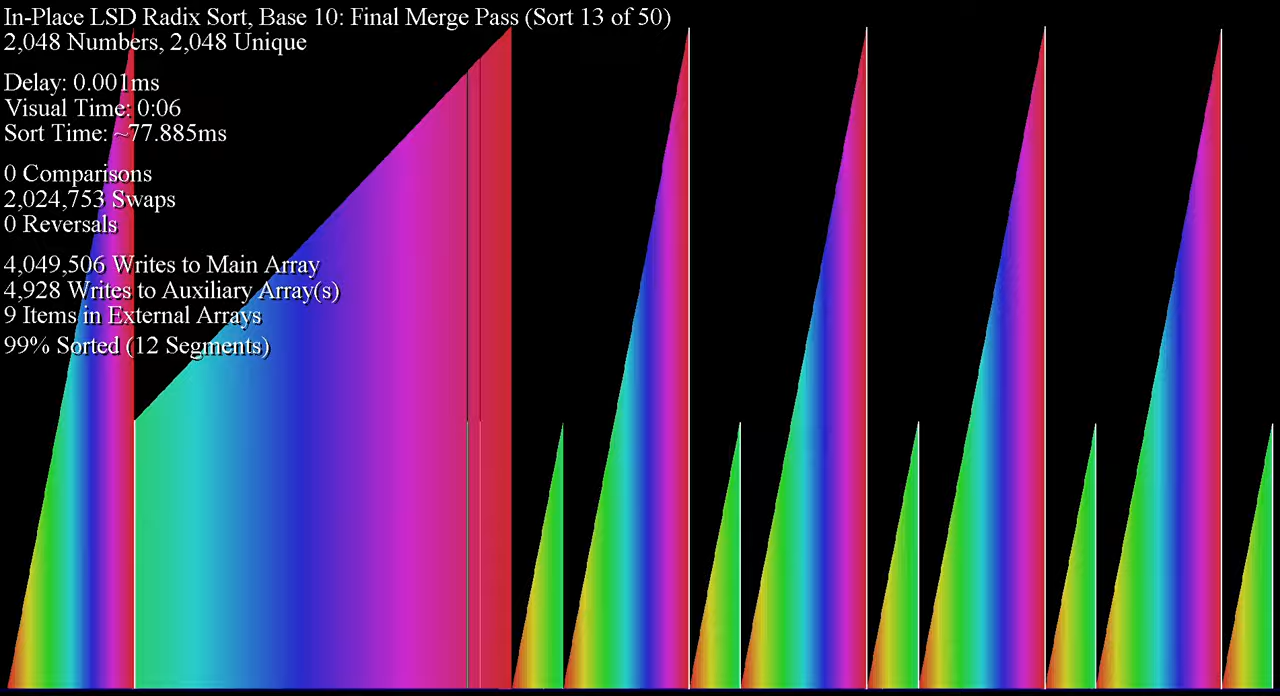 In-Place LSD Radix Sort, Base 10: Final Merge Pass (Sort 13 of 50)
2,048 Numbers, 2,048 Unique
Delay: 0.001ms
Visual Time: 0:06
Sort Time: ~77.885ms
0 Comparisons
2,024,753 Swaps
0 Reversals
4,049,506 Writes to Main Array
4,928 Writes to Auxiliary Array(s)
9 Items in External Arrays
99% Sorted (12 Segments)